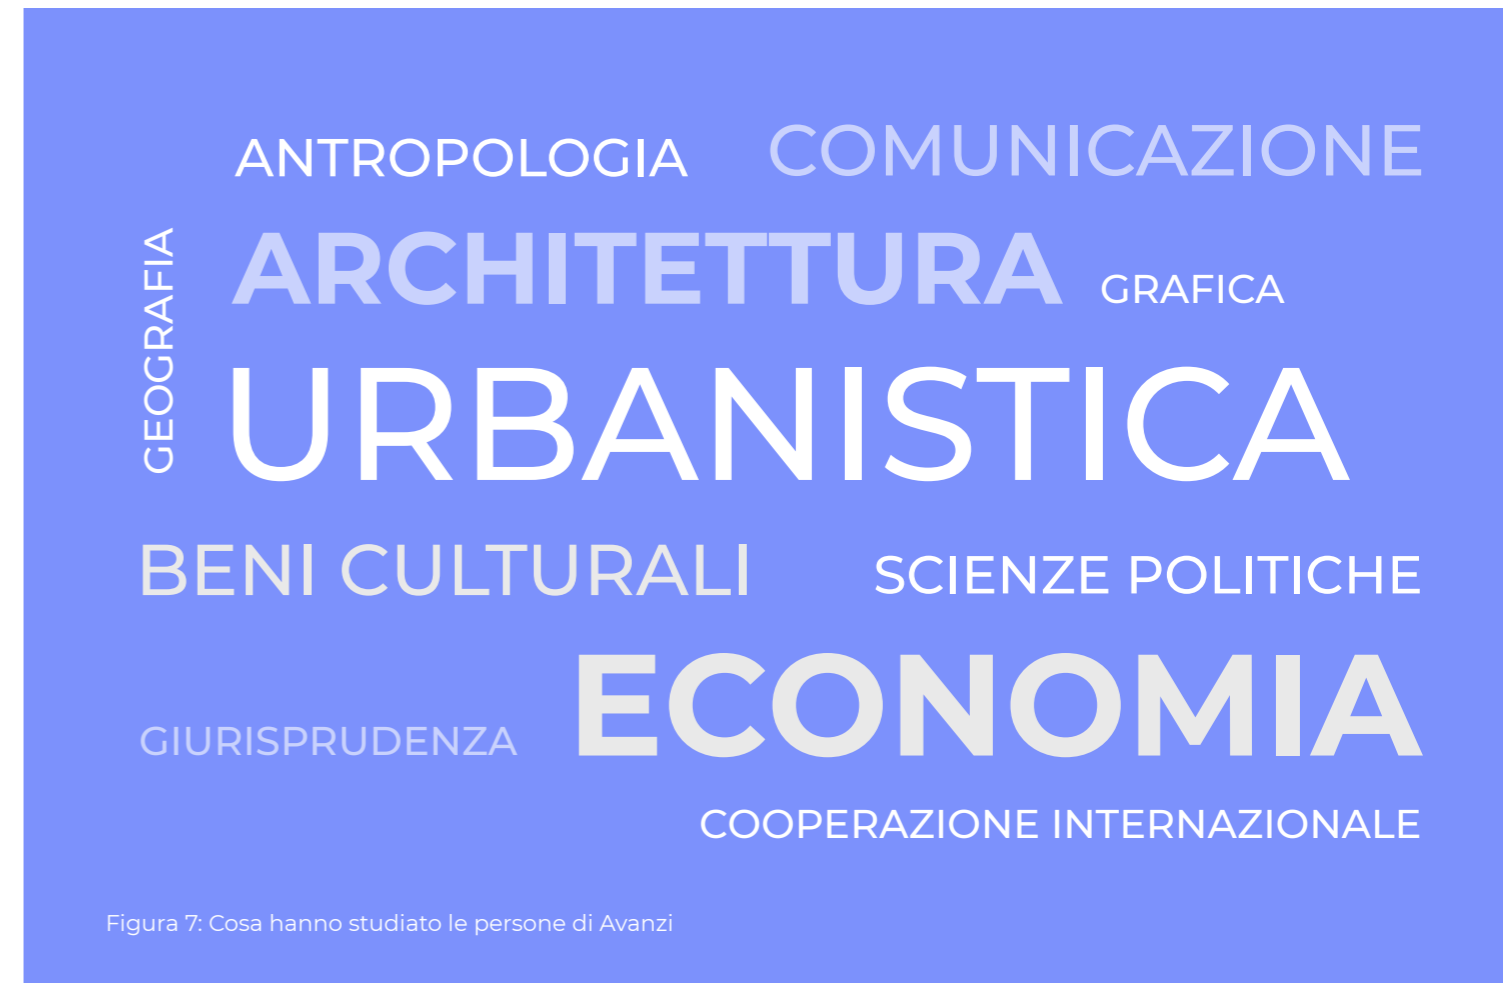 ANTROPOLOGIA
COMUNICAZIONE
GEOGRAFIA
ARCHITETTURA
GRAFICA
URBANISTICA
BENI CULTURALI
SCIENZE POLITICHE
GIURISPRUDENZA
ECONOMIA
COOPERAZIONE INTERNAZIONALE
Figura 7: Cosa hanno studiato le persone di Avanzi